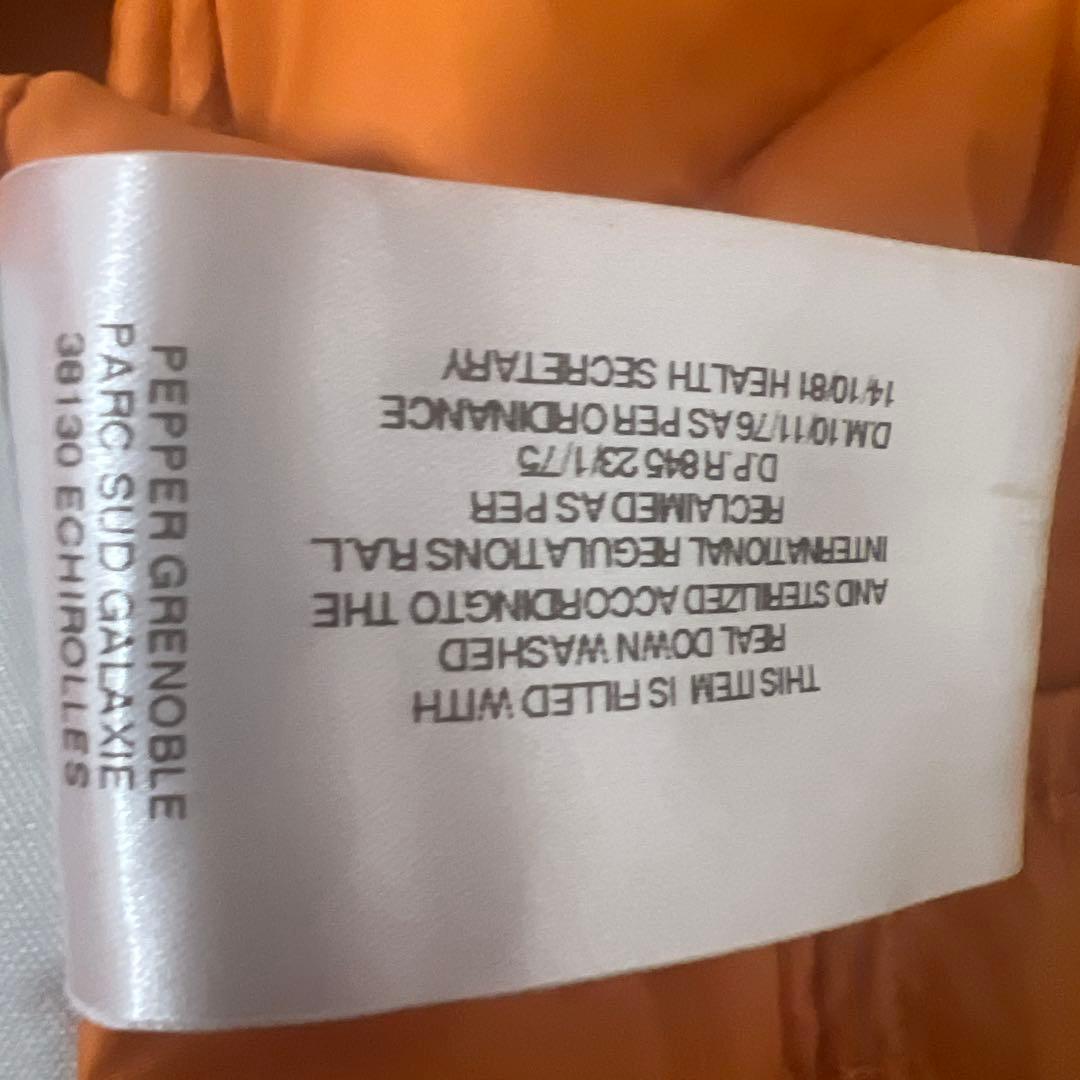 THIS ITEM IS FILLED WITH
REAL DOWN WASHED
AND STERILIZED ACCORDINGTO THE
INTERNATIONAL REGULATIONS R.A.L
RECLAIMED AS PER
D.P.R 845 23/1/75
D.M.10/11/76 AS PER ORDINANCE
14/10/81 HEALTH SECRETARY
PEPPER GRENOBLE
PARC SUD GALAXIE
38130 ECHIROLLES